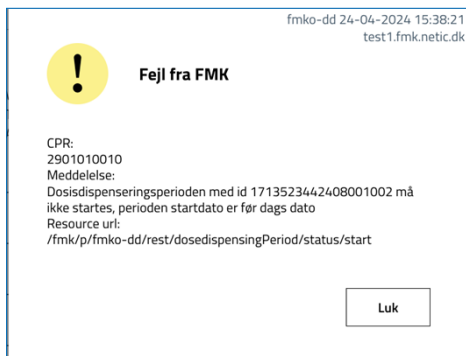 fmko-dd 24-04-2024 15:38:21
test1.fmk.netic.dk
Fejl fra FMK
CPR:
2901010010
Meddelelse:
Dosisdispenseringsperioden med id 1713523442408001002 må
ikke startes, perioden startdato er før dags dato
Resource url:
/fmk/p/fmko-dd/rest/dosedispensingPeriod/status/start
Luk